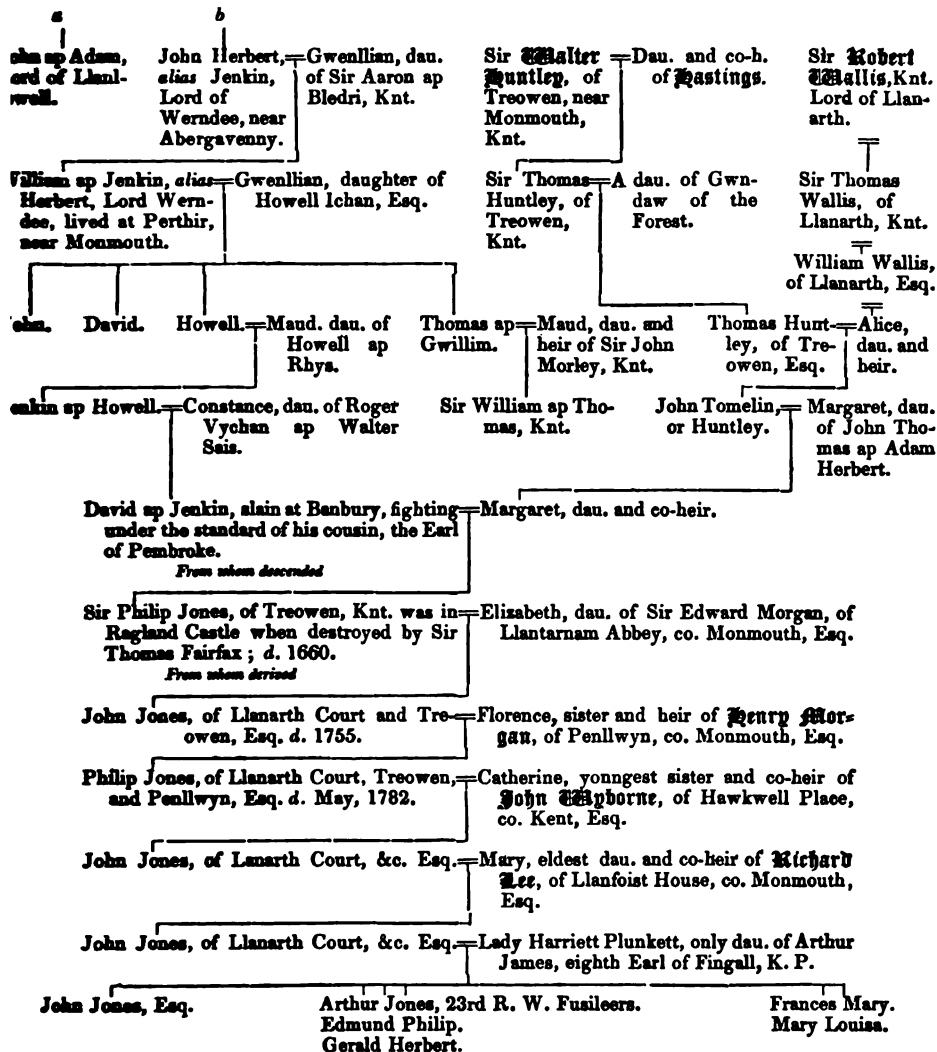 a
b
ohn ap Adam,
ord of Llanl-
well.
John Herbert,
alias Jenkin,
Lord of
Werndee, near
Abergavenny.
Gwenllian, dau.
of Sir Aaron ap
Bledri, Knt.
Sir Walter
Huntley, of
Treowen, near
Monmouth,
Knt.
Dau. and co-h.
of Hastings.
Sir Robert
Wallis, Knt.
Lord of Llan-
arth.
William ap Jenkin, alias
Herbert, Lord Wern-
dee, lived at Perthir,
near Monmouth.
Gwenllian, daughter of
Howell Ichan, Esq.
Sir Thomas
Huntley, of
Treowen,
Knt.
A dau. of Gwn-
daw of the
Forest.
Sir Thomas
Wallis, of
Llanarth, Knt.
William Wallis,
of Llanarth, Esq.
ohn.
David.
Howell.
Maud. dau. of
Howell ap
Rhys.
Thomas ap
Gwillim.
Maud, dau. and
heir of Sir John
Morley, Knt.
Thomas Hunt-
ley, of Tre-
owen, Esq.
Alice,
dau. and
heir.
enkin ap Howell.
Constance, dau. of Roger
Vychan ap Walter
Sais.
Sir William ap Tho-
mas, Knt.
John Tomelin,
or Huntley.
Margaret, dau.
of John Tho-
mas ap Adam
Herbert.
David ap Jenkin, slain at Banbury, fighting
under the standard of his cousin, the Earl
of Pembroke.
Margaret, dau. and co-heir.
From whom descended
Sir Philip Jones, of Treowen, Knt. was in
Ragland Castle when destroyed by Sir
Thomas Fairfax ; d. 1660.
Elizabeth, dau. of Sir Edward Morgan, of
Llantarnam Abbey, co. Monmouth, Esq.
From whom derived
John Jones, of Llanarth Court and Tre-
owen, Esq. d. 1755.
Florence, sister and heir of Henry Mor-
gan, of Penllwyn, co. Monmouth, Esq.
Philip Jones, of Llanarth Court, Treowen,
and Penllwyn, Esq. d. May, 1782.
Catherine, yonngest sister and co-heir of
John Wyborne, of Hawkwell Place,
co. Kent, Esq.
John Jones, of Lanarth Court, &c. Esq.
Mary, eldest dau. and co-heir of Richard
Lee, of Llanfoist House, co. Monmouth,
Esq.
John Jones, of Llanarth Court, &c. Esq.
Lady Harriett Plunkett, only dau. of Arthur
James, eighth Earl of Fingall, K. P.
John Jones, Esq.
Arthur Jones, 23rd R. W. Fusileers.
Edmund Philip.
Gerald Herbert.
Frances Mary.
Mary Louisa.